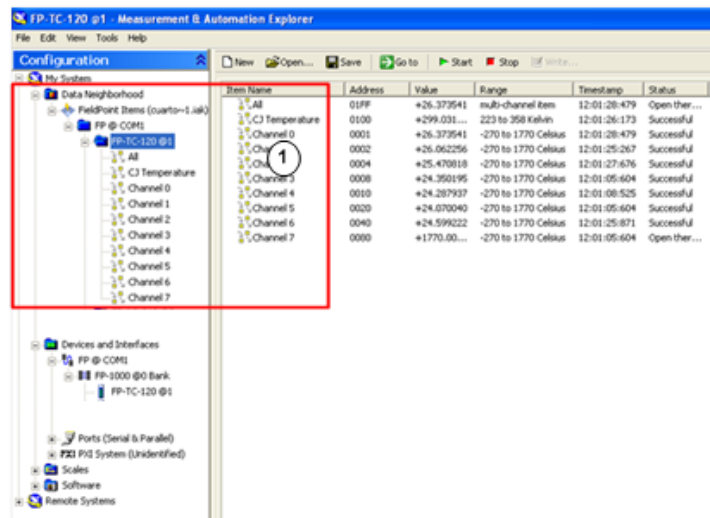 FP-TC-120 @1 - Measurement & Automation Explorer
File Edit View Tools Help
Configuration
New Open... Save Go to Start Stop Write...
My System
Data Neighborhood
FieldPoint Items (cuarto~1.iak)
FP @ COM1
FP-TC-120 @1
All
CJ Temperature
Channel 0
Channel 1
Channel 2
Channel 3
Channel 4
Channel 5
Channel 6
Channel 7
Devices and Interfaces
FP @ COM1
FP-1000 @0 Bank
FP-TC-120 @1
Ports (Serial & Parallel)
PXI PXI System (Unidentified)
Scales
Software
Remote Systems
Item Name Address Value Range Timestamp Status
All 01FF +26.373541 multi-channel item 12:01:28:479 Open ther...
CJ Temperature 0100 +299.031... 223 to 358 Kelvin 12:01:26:173 Successful
Channel 0 0001 +26.373541 -270 to 1770 Celsius 12:01:28:479 Successful
Cha 0002 +26.062256 -270 to 1770 Celsius 12:01:25:267 Successful
Cha 0004 +25.470818 -270 to 1770 Celsius 12:01:27:676 Successful
Channel 3 0008 +24.350195 -270 to 1770 Celsius 12:01:05:604 Successful
Channel 4 0010 +24.287937 -270 to 1770 Celsius 12:01:08:525 Successful
Channel 5 0020 +24.070040 -270 to 1770 Celsius 12:01:05:604 Successful
Channel 6 0040 +24.599222 -270 to 1770 Celsius 12:01:25:871 Successful
Channel 7 0080 +1770.00... -270 to 1770 Celsius 12:01:05:604 Open ther...
1